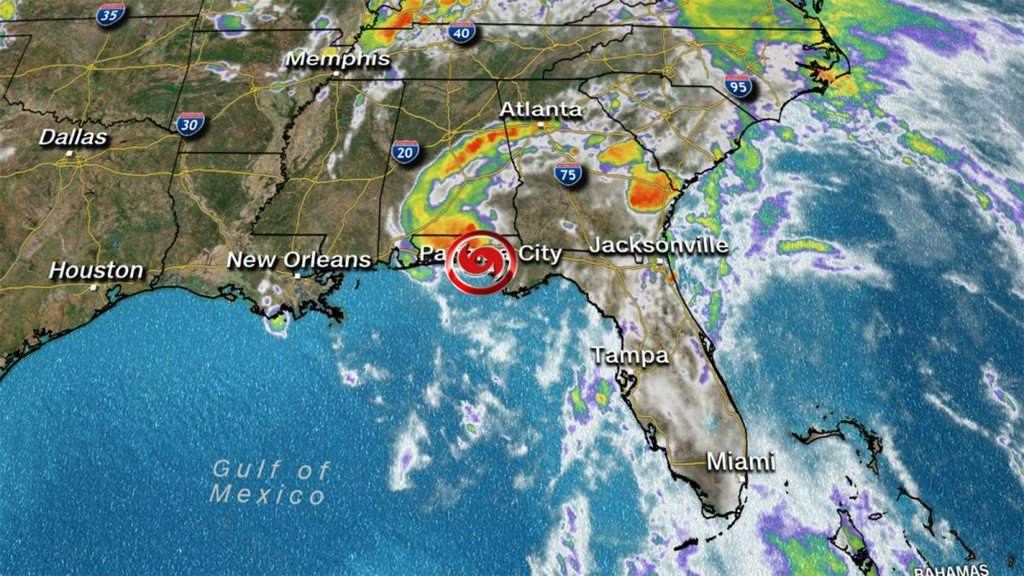 35
40
Memphis
95
Atlanta
Dallas
30
20
75
Pa
City
Jacksonville
New Orleans
Houston
Tampa
Gulf of
Mexico
Miami
BAHAMAS